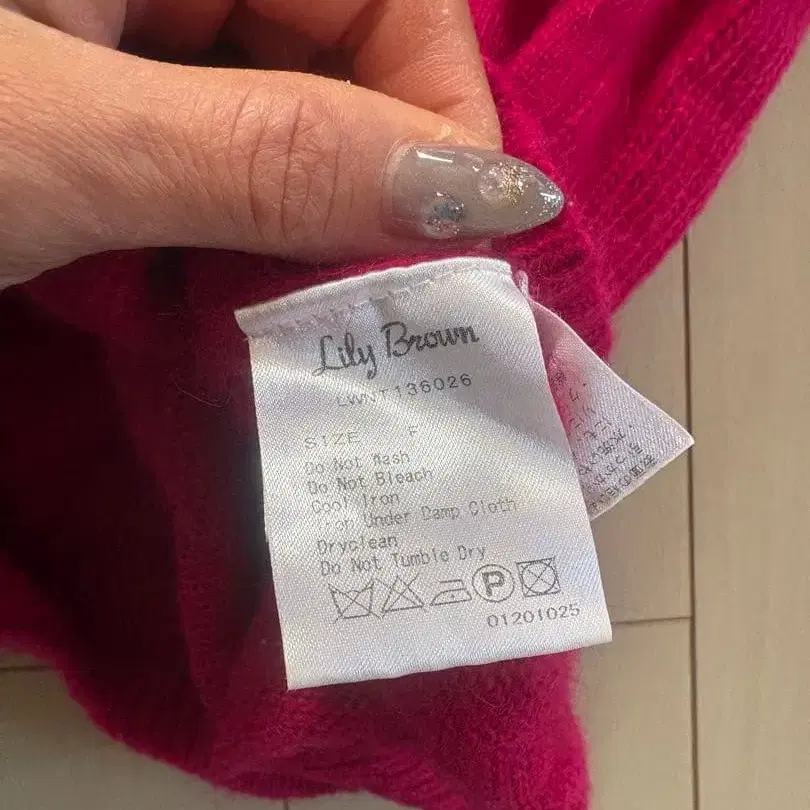 Lily Brown
LWNT136026
SIZE F
Do Not Wash
Do Not Bleach
Cool Iron
Iron Under Damp Cloth
Dryclean
Do Not Tumble Dry
P
01201025